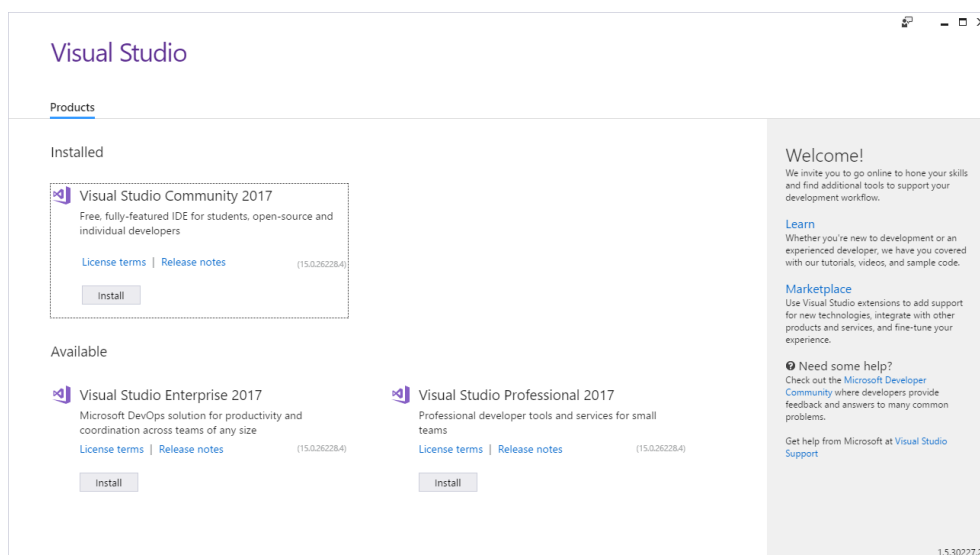 Visual Studio
Products
Installed
Visual Studio Community 2017
Free, fully-featured IDE for students, open-source and
individual developers
License terms | Release notes (15.0.26228.4)
Install
Available
Visual Studio Enterprise 2017
Microsoft DevOps solution for productivity and
coordination across teams of any size
License terms | Release notes (15.0.26228.4)
Install
Visual Studio Professional 2017
Professional developer tools and services for small
teams
License terms | Release notes (15.0.26228.4)
Install
Welcome!
We invite you to go online to hone your skills
and find additional tools to support your
development workflow.
Learn
Whether you're new to development or an
experienced developer, we have you covered
with our tutorials, videos, and sample code.
Marketplace
Use Visual Studio extensions to add support
for new technologies, integrate with other
products and services, and fine-tune your
experience.
Need some help?
Check out the Microsoft Developer
Community where developers provide
feedback and answers to many common
problems.
Get help from Microsoft at Visual Studio
Support